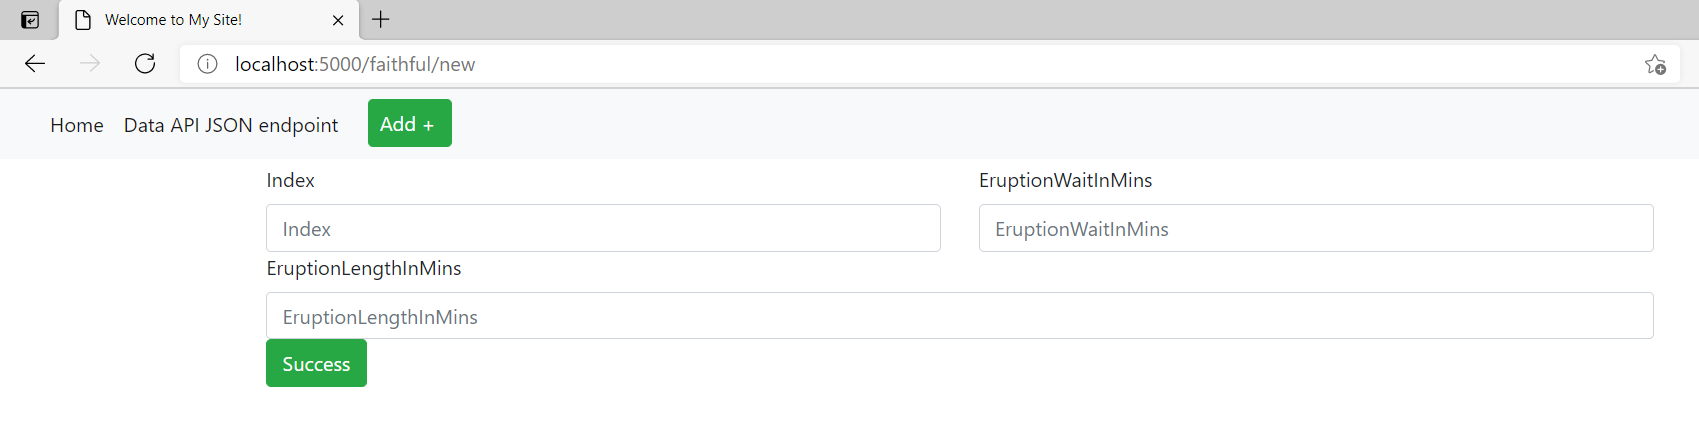 Welcome to My Site!
localhost:5000/faithful/new
Home Data API JSON endpoint Add +
Index EruptionWaitInMins
Index EruptionWaitInMins
EruptionLengthInMins
EruptionLengthInMins
Success